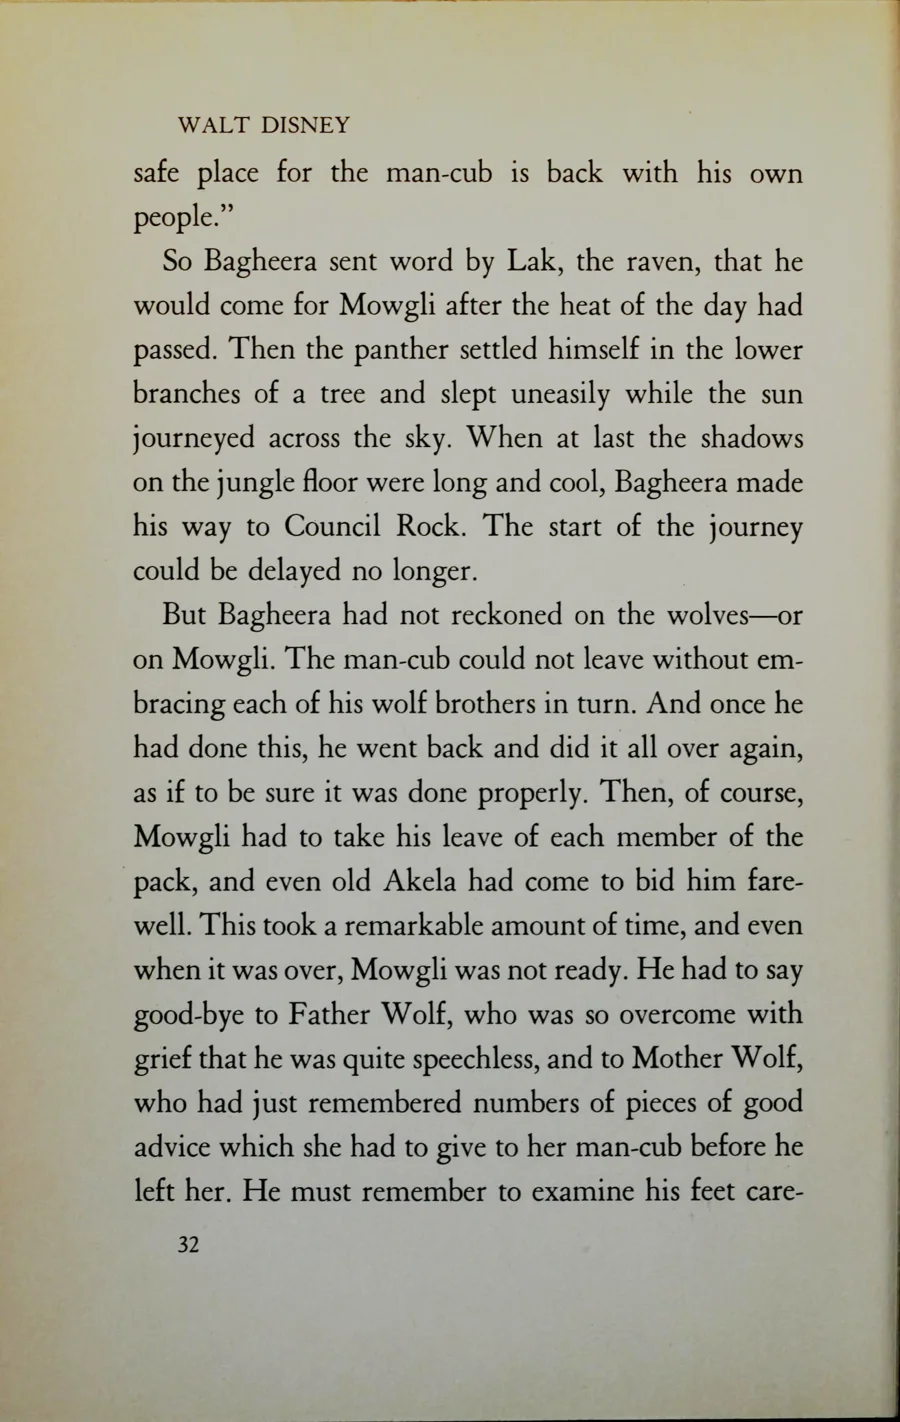 WALT DISNEY
safe place for the man-cub is back with his own
people.”
So Bagheera sent word by Lak, the raven, that he
would come for Mowgli after the heat of the day had
passed. Then the panther settled himself in the lower
branches of a tree and slept uneasily while the sun
journeyed across the sky. When at last the shadows
on the jungle floor were long and cool, Bagheera made
his way to Council Rock. The start of the journey
could be delayed no longer.
But Bagheera had not reckoned on the wolves—or
on Mowgli. The man-cub could not leave without em-
bracing each of his wolf brothers in turn. And once he
had done this, he went back and did it all over again,
as if to be sure it was done properly. Then, of course,
Mowgli had to take his leave of each member of the
pack, and even old Akela had come to bid him fare-
well. This took a remarkable amount of time, and even
when it was over, Mowgli was not ready. He had to say
good-bye to Father Wolf, who was so overcome with
grief that he was quite speechless, and to Mother Wolf,
who had just remembered numbers of pieces of good
advice which she had to give to her man-cub before he
left her. He must remember to examine his feet care-
32